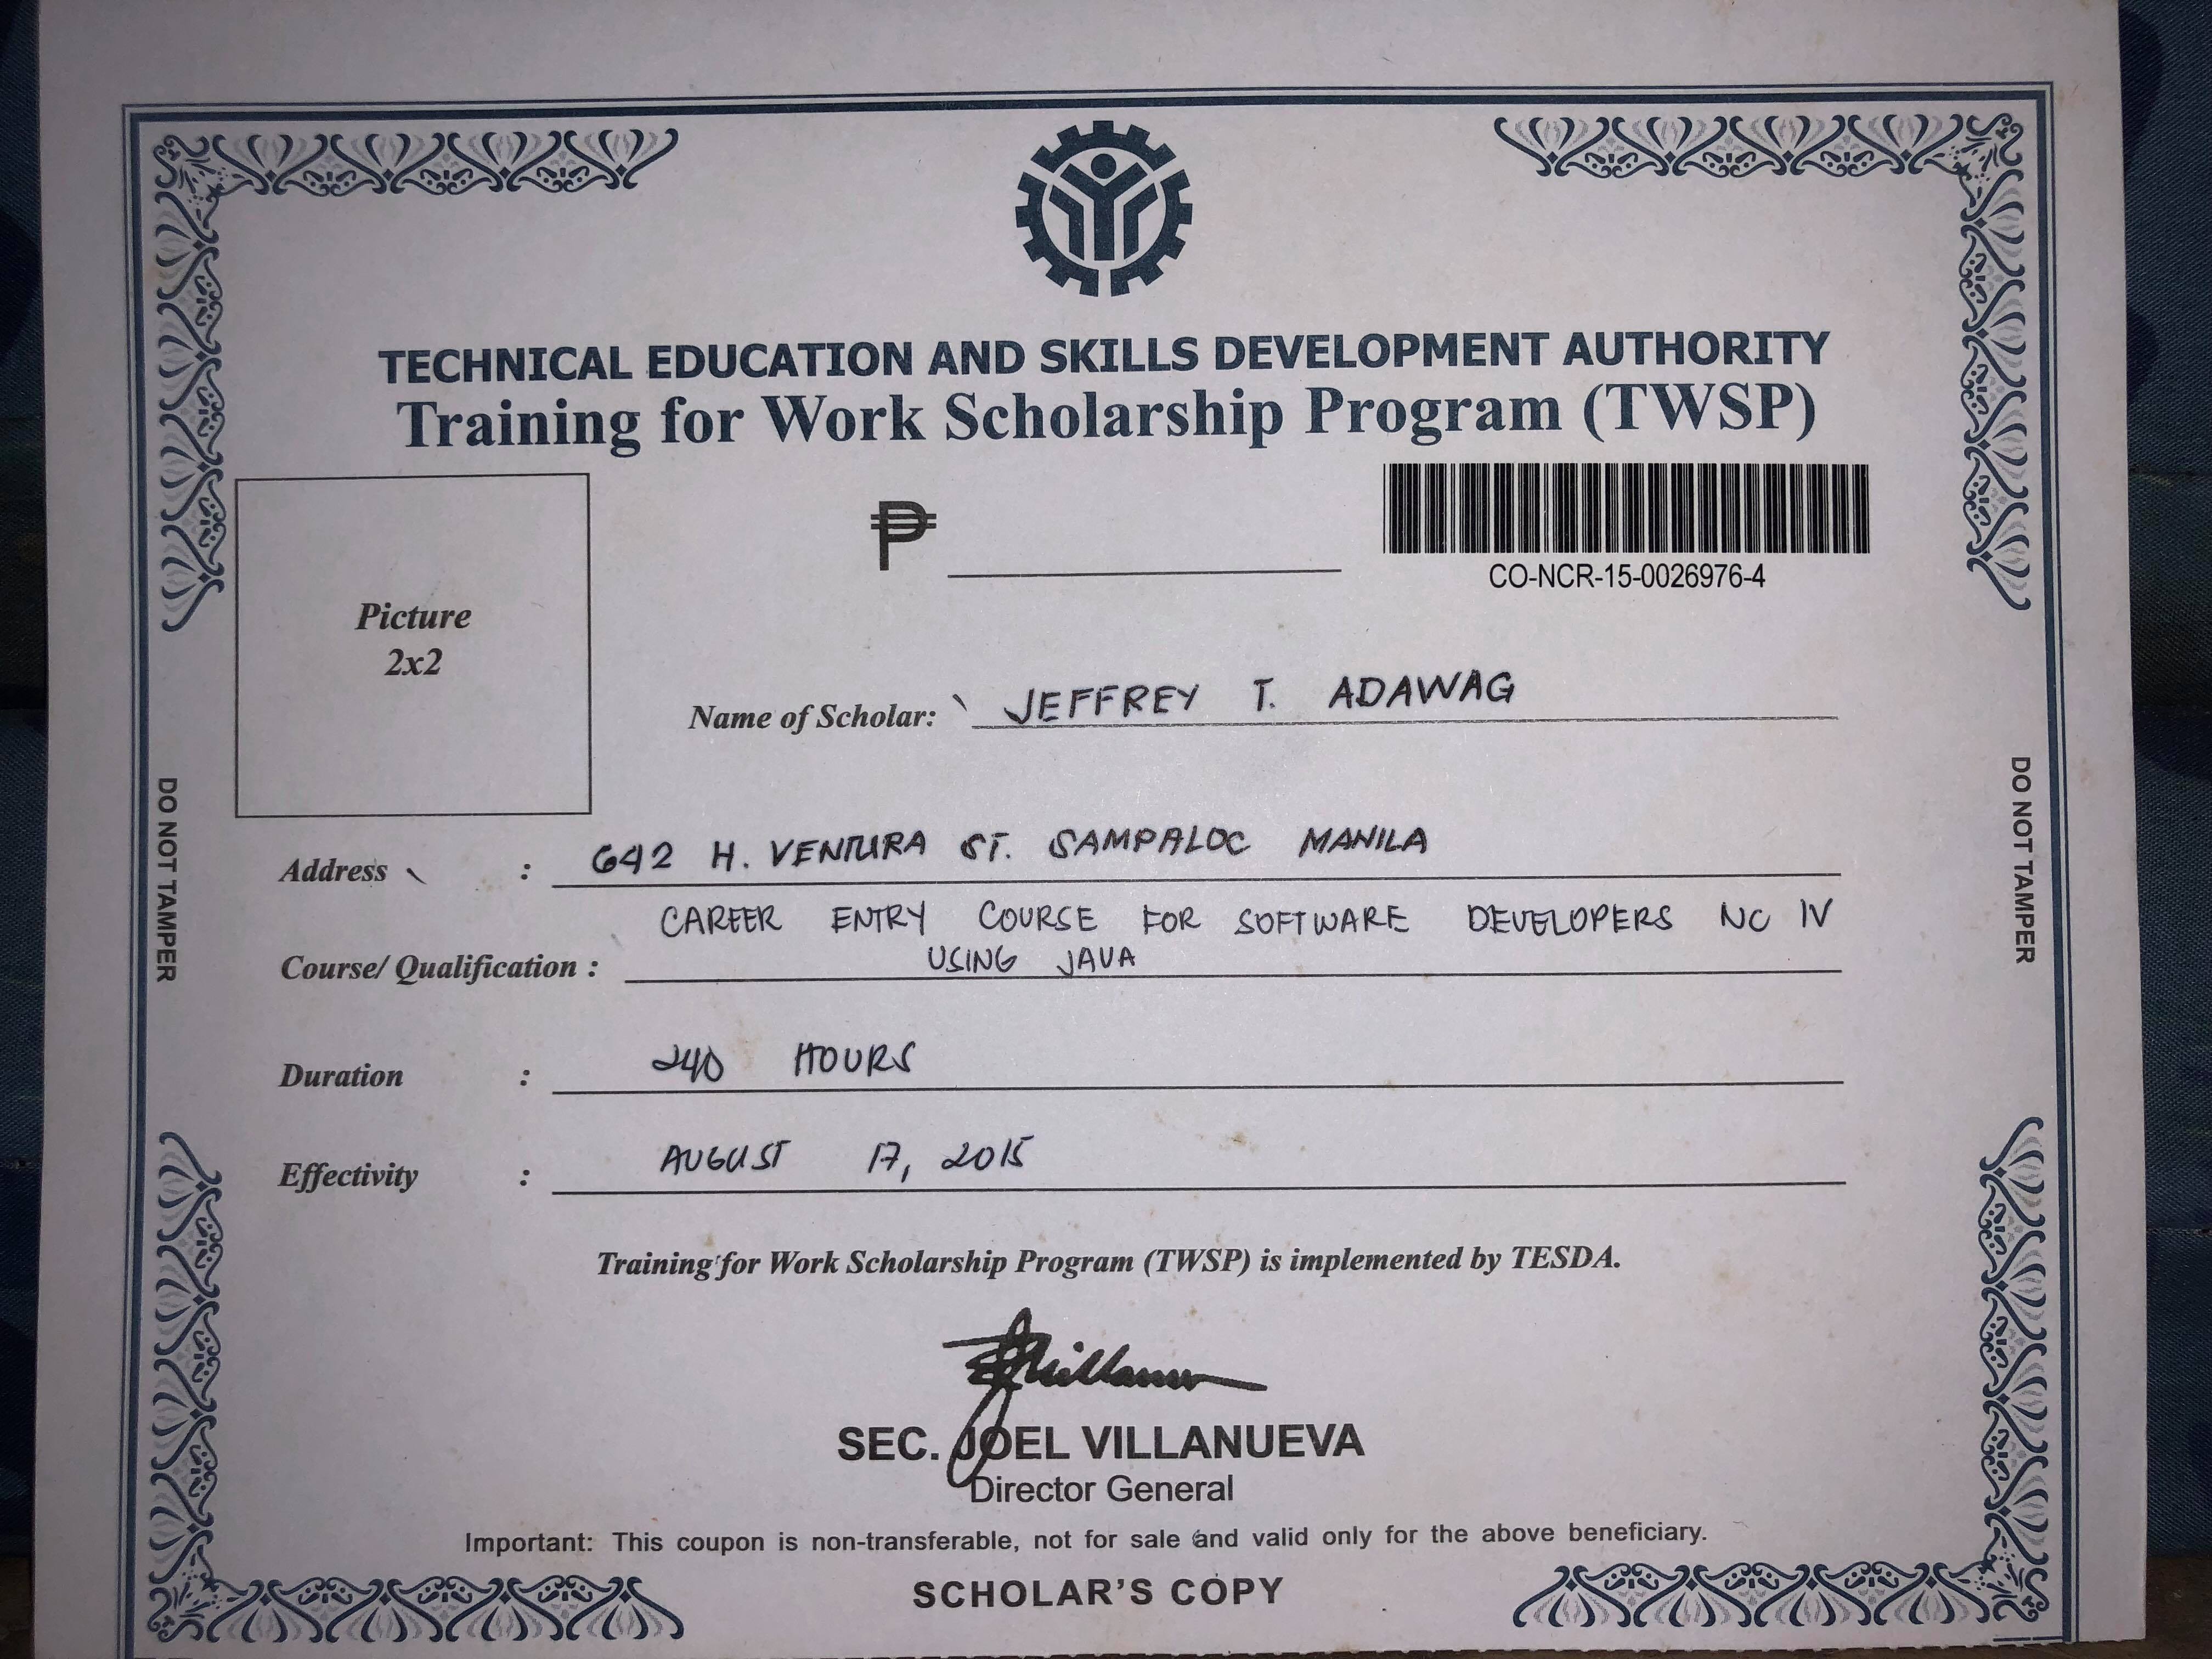 TECHNICAL EDUCATION AND SKILLS DEVELOPMENT AUTHORITY
Training for Work Scholarship Program (TWSP)
Picture
2x2
₱
CO-NCR-15-0026976-4
Name of Scholar: JEFFREY T. ADAWAG
Address : 642 H. VENTURA ST. SAMPALOC MANILA
CAREER ENTRY COURSE FOR SOFTWARE DEVELOPERS NC IV
Course/ Qualification : USING JAVA
Duration : 240 HOURS
Effectivity : AUGUST 17, 2015
DO NOT TAMPER
DO NOT TAMPER
Training for Work Scholarship Program (TWSP) is implemented by TESDA.
SEC. JOEL VILLANUEVA
Director General
Important: This coupon is non-transferable, not for sale and valid only for the above beneficiary.
SCHOLAR'S COPY